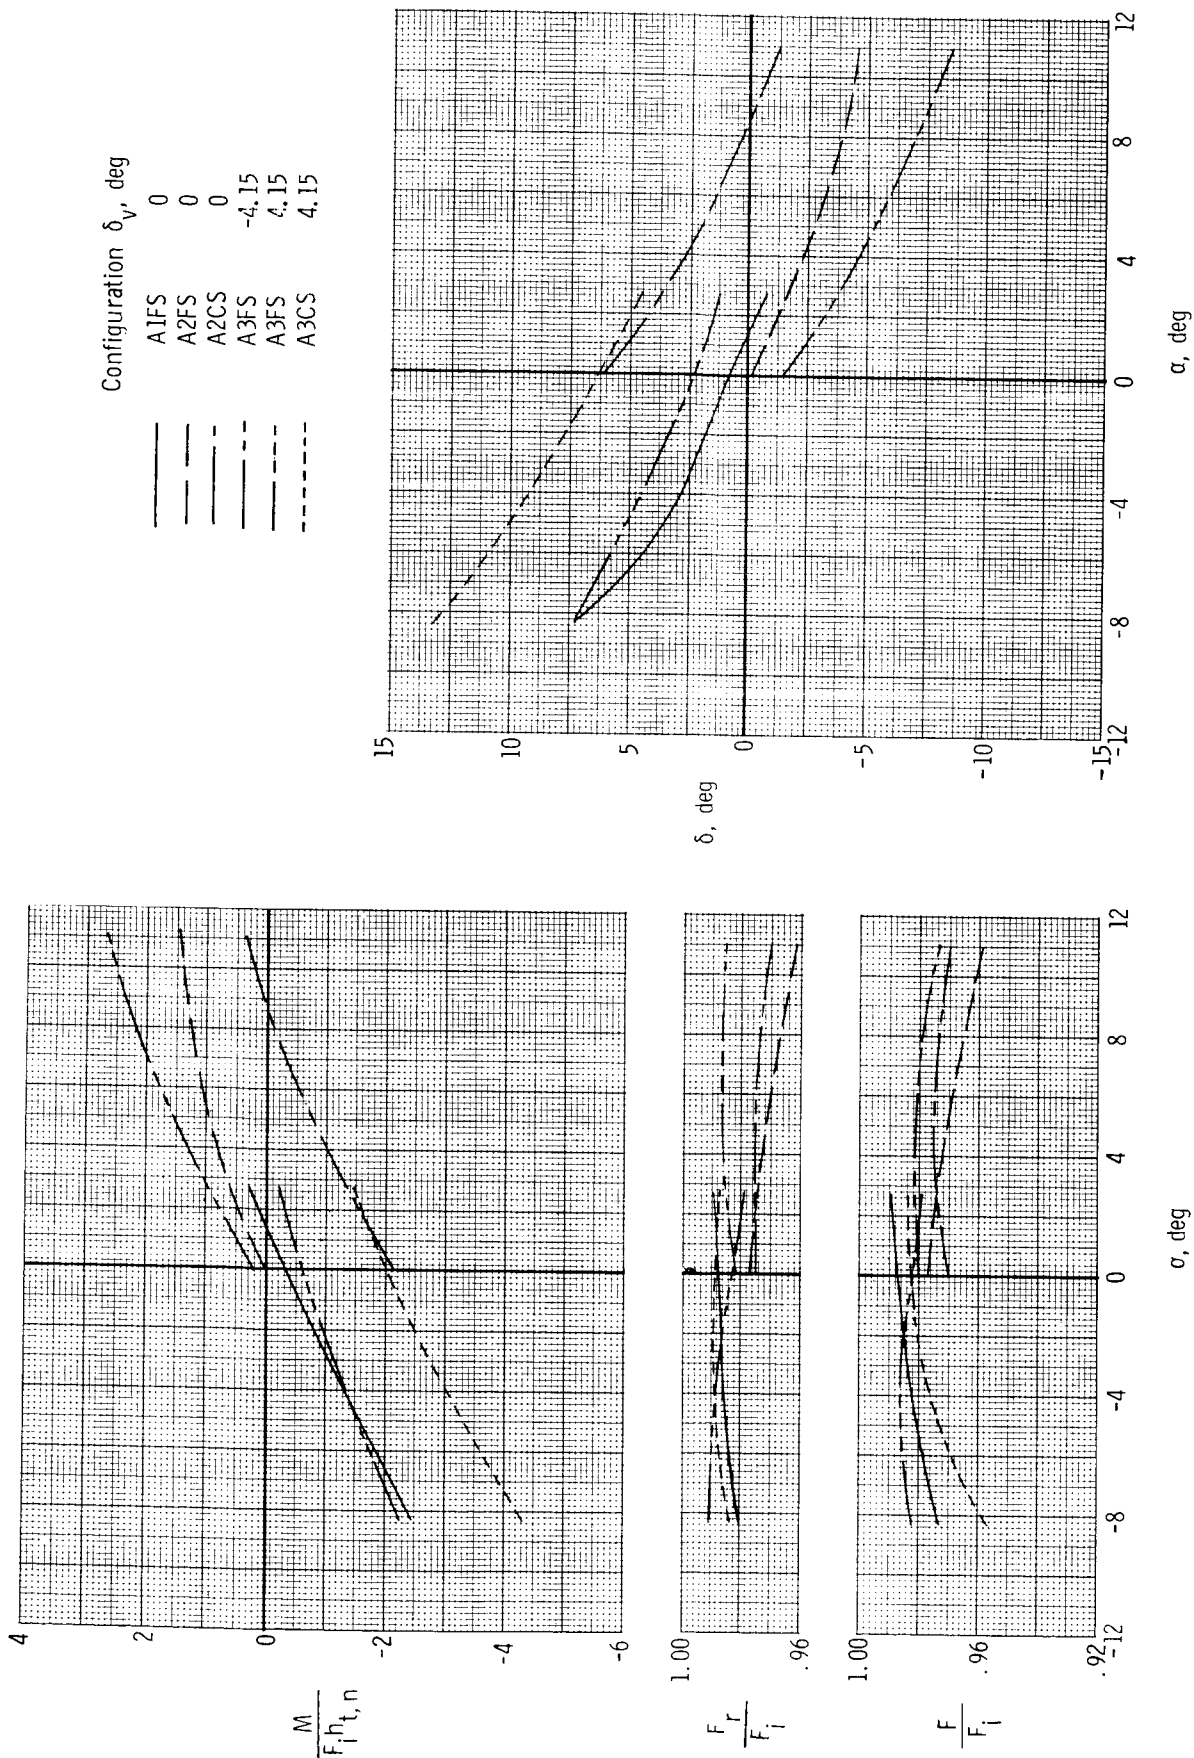 Configuration δv, deg
A1FS 0
A2FS 0
A2CS 0
A3FS -4.15
A3FS 4.15
A3CS 4.15
4
2
0
-2
-4
-6
M
Fiht,n
1.00
.96
Fr
Fi
1.00
.96
.92
F
Fi
-12 -8 -4 0 4 8 12
α, deg
15
10
5
0
-5
-10
-15
δ, deg
-12 -8 -4 0 4 8 12
α, deg